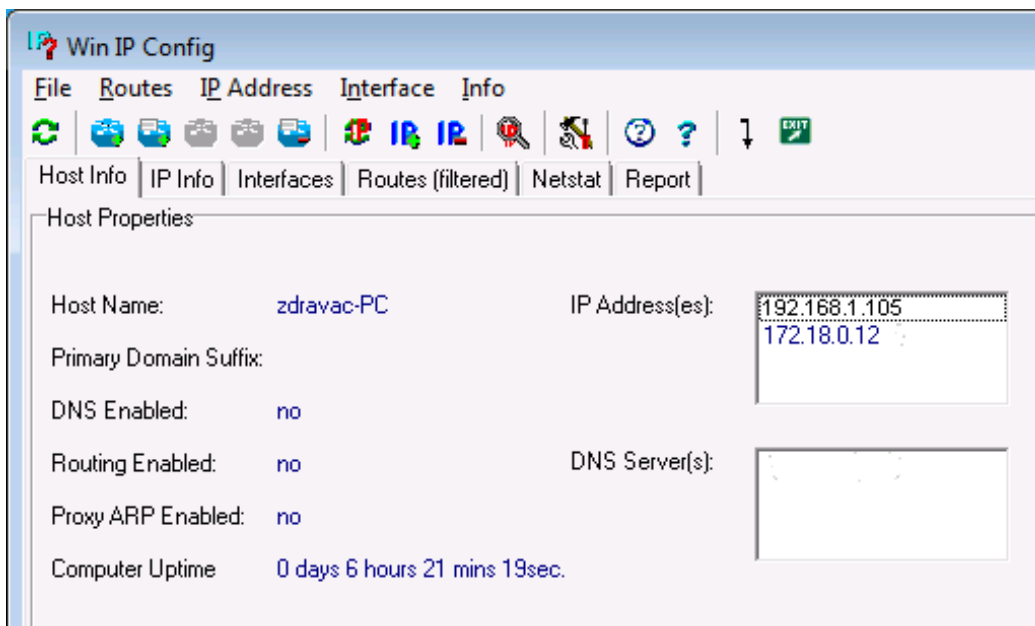 Win IP Config
File Routes IP Address Interface Info
EXIT
Host Info IP Info Interfaces Routes (filtered) Netstat Report
Host Properties
Host Name: zdravac-PC IP Address(es): 192.168.1.105
172.18.0.12
Primary Domain Suffix:
DNS Enabled: no
Routing Enabled: no DNS Server(s):
Proxy ARP Enabled: no
Computer Uptime 0 days 6 hours 21 mins 19sec.